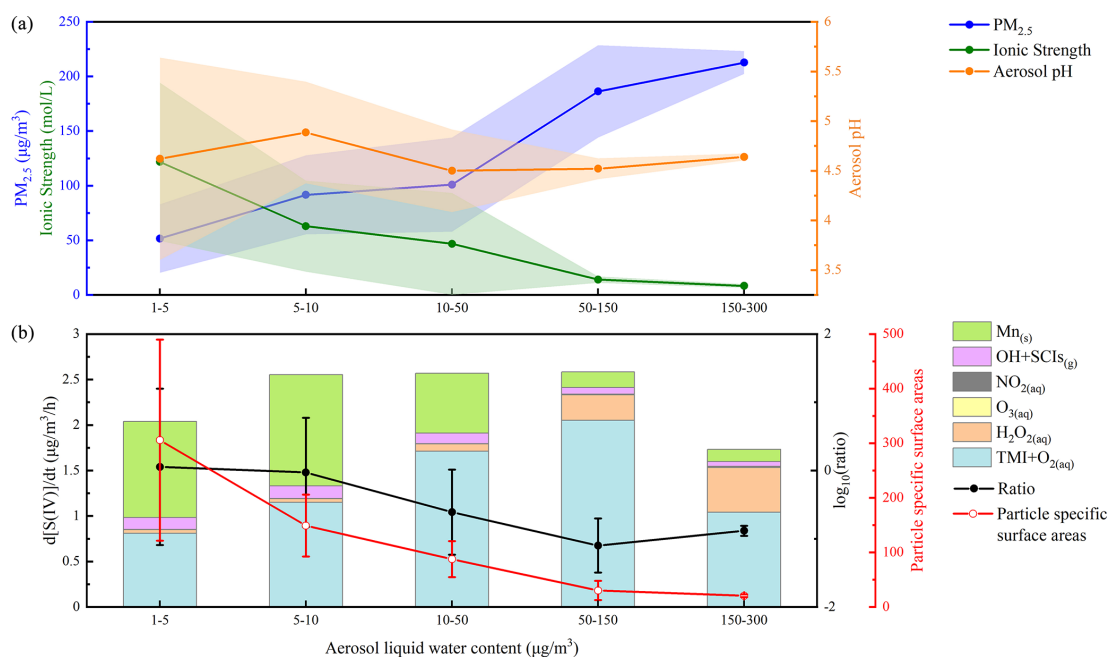 (a)
PM2.5 (μg/m³)
Ionic Strength (mol/L)
250
200
150
100
50
0
1-5
5-10
10-50
50-150
150-300
6
5.5
5
4.5
4
3.5
Aerosol pH
PM2.5
Ionic Strength
Aerosol pH
(b)
d[S(IV)]/dt (μg/m³/h)
3
2.5
2
1.5
1
0.5
0
1-5
5-10
10-50
50-150
150-300
Aerosol liquid water content (μg/m³)
2
0
-2
log10(ratio)
500
400
300
200
100
0
Particle specific surface areas
Mn(s)
OH+SCIs(g)
NO2(aq)
O3(aq)
H2O2(aq)
TMI+O2(aq)
Ratio
Particle specific
surface areas